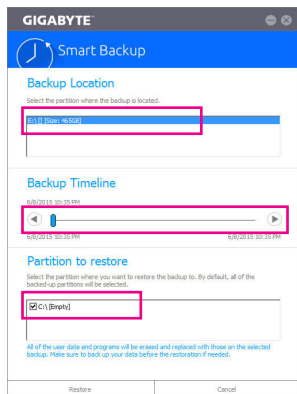 GIGABYTE™
Smart Backup
Backup Location
Select the partition where the backup is located.
E:\ [] [Size: 465GB]
Backup Timeline
6/8/2015 10:35 PM
6/8/2015 10:35 PM 6/8/2015 10:35 PM
Partition to restore
Select the partition where you want to restore the backup to. By default, all of the
backed-up partitions will be selected.
C:\ [Empty]
All of the user data and programs will be erased and replaced with those on the selected
backup. Make sure to back up your data before the restoration if needed.
Restore Cancel